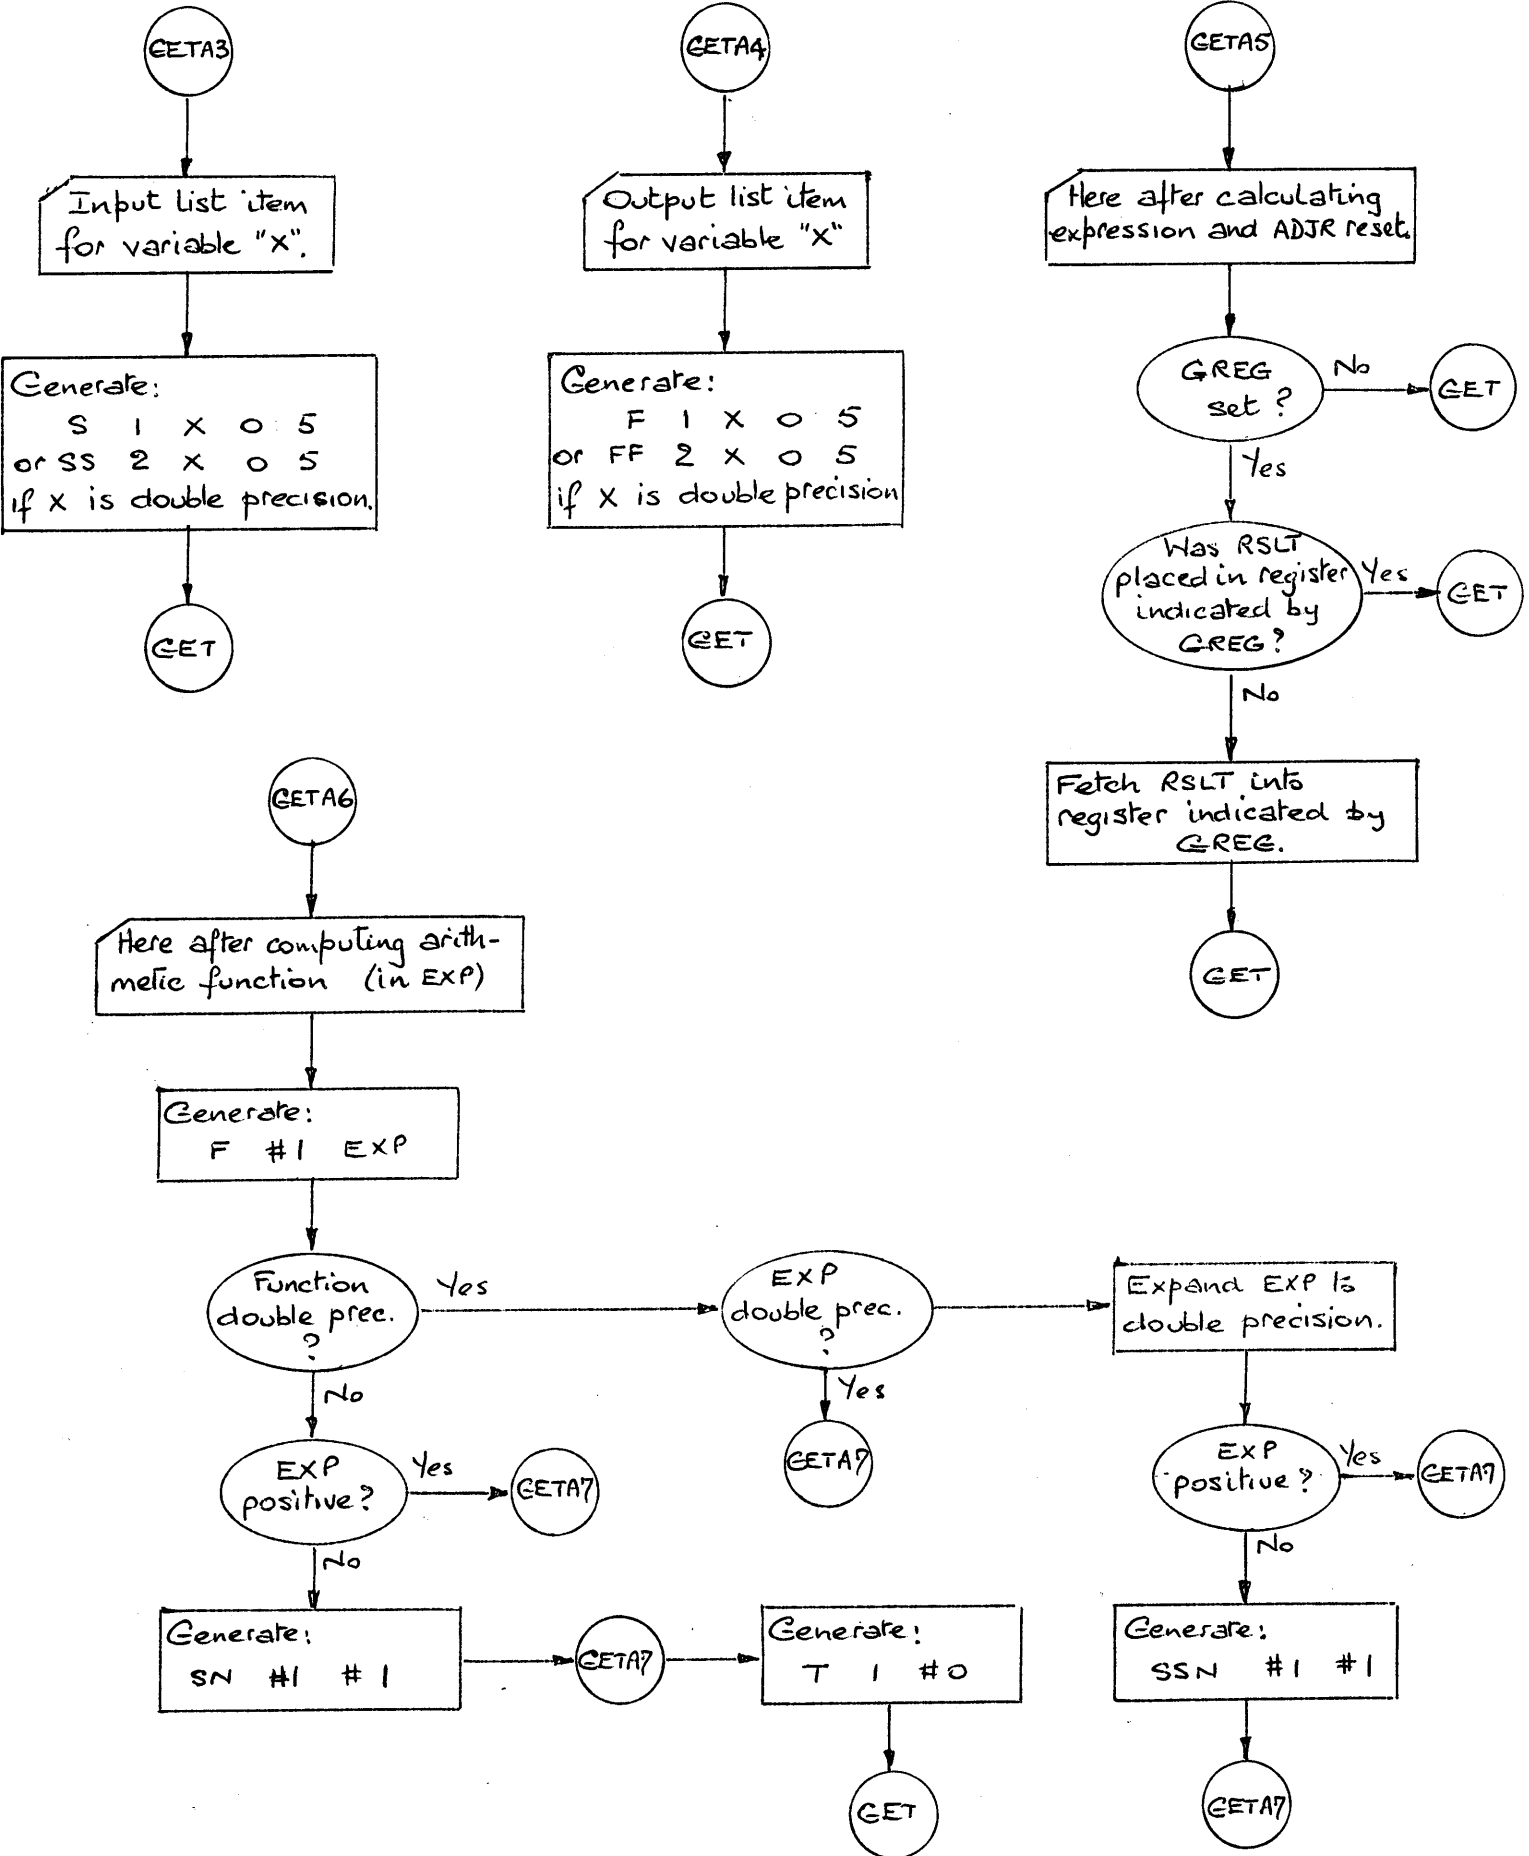 GETA3
Input list item
for variable "X".
Generate:
S 1 X 0 5
or SS 2 X 0 5
if X is double precision.
GET
GETA4
Output list item
for variable "X"
Generate:
F 1 X 0 5
or FF 2 X 0 5
if X is double precision
GET
GETA5
Here after calculating
expression and ADJR reset.
GREG
set ?
No
GET
Yes
Was RSLT
placed in register
indicated by
GREG?
Yes
GET
No
Fetch RSLT into
register indicated by
GREG.
GET
GETA6
Here after computing arith-
metic function (in EXP)
Generate:
F #1 EXP
Function
double prec.
?
Yes
No
EXP
double prec.
?
Yes
GETA7
Expand EXP to
double precision.
EXP
positive?
Yes
GETA7
No
EXP
positive?
Yes
GETA7
No
Generate:
SN #1 #1
GETA7
Generate:
T 1 #0
GET
Generate:
SSN #1 #1
GETA7